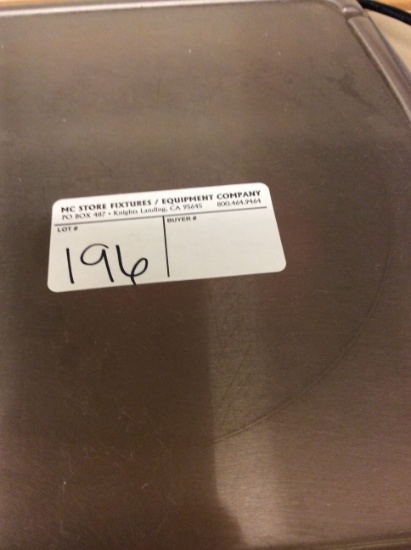 MC STORE FIXTURES / EQUIPMENT COMPANY
PO BOX 487 • Knights Landing, CA 95645 800.464.9464
LOT # BUYER #
196